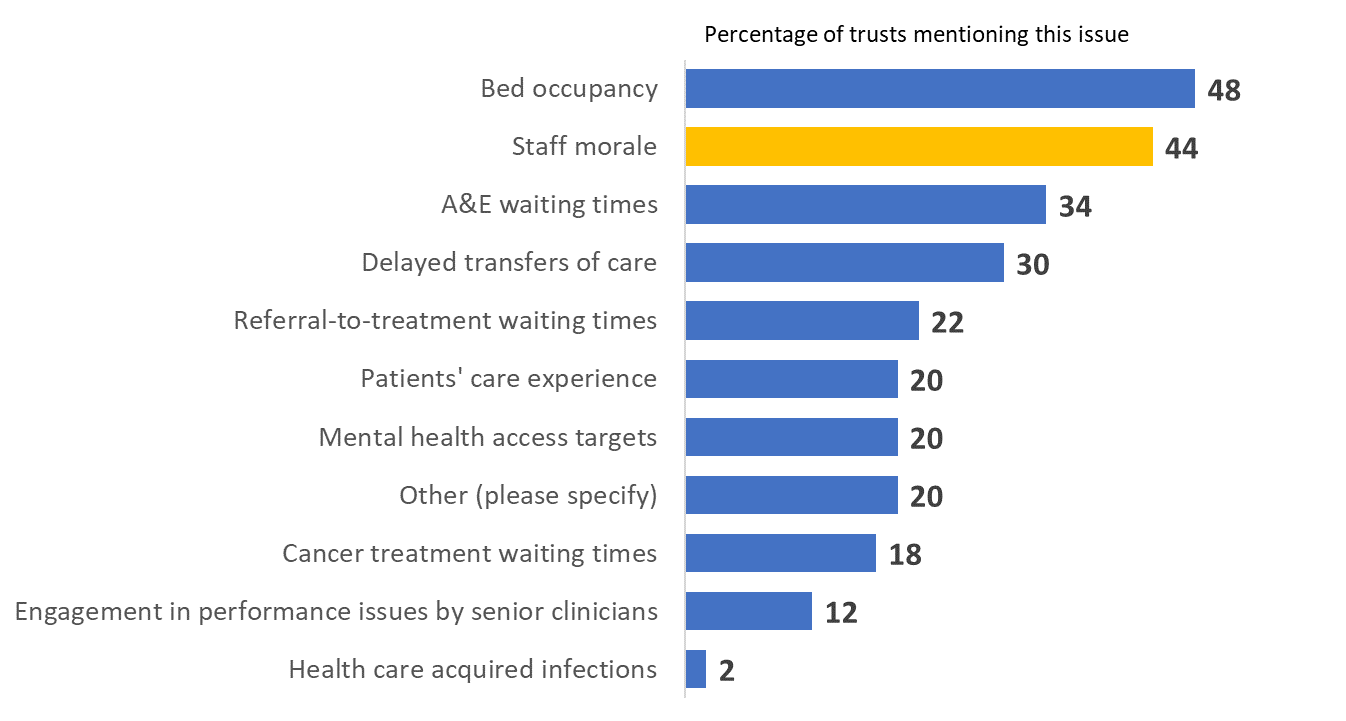 Percentage of trusts mentioning this issue
Bed occupancy 48
Staff morale 44
A&E waiting times 34
Delayed transfers of care 30
Referral-to-treatment waiting times 22
Patients' care experience 20
Mental health access targets 20
Other (please specify) 20
Cancer treatment waiting times 18
Engagement in performance issues by senior clinicians 12
Health care acquired infections 2